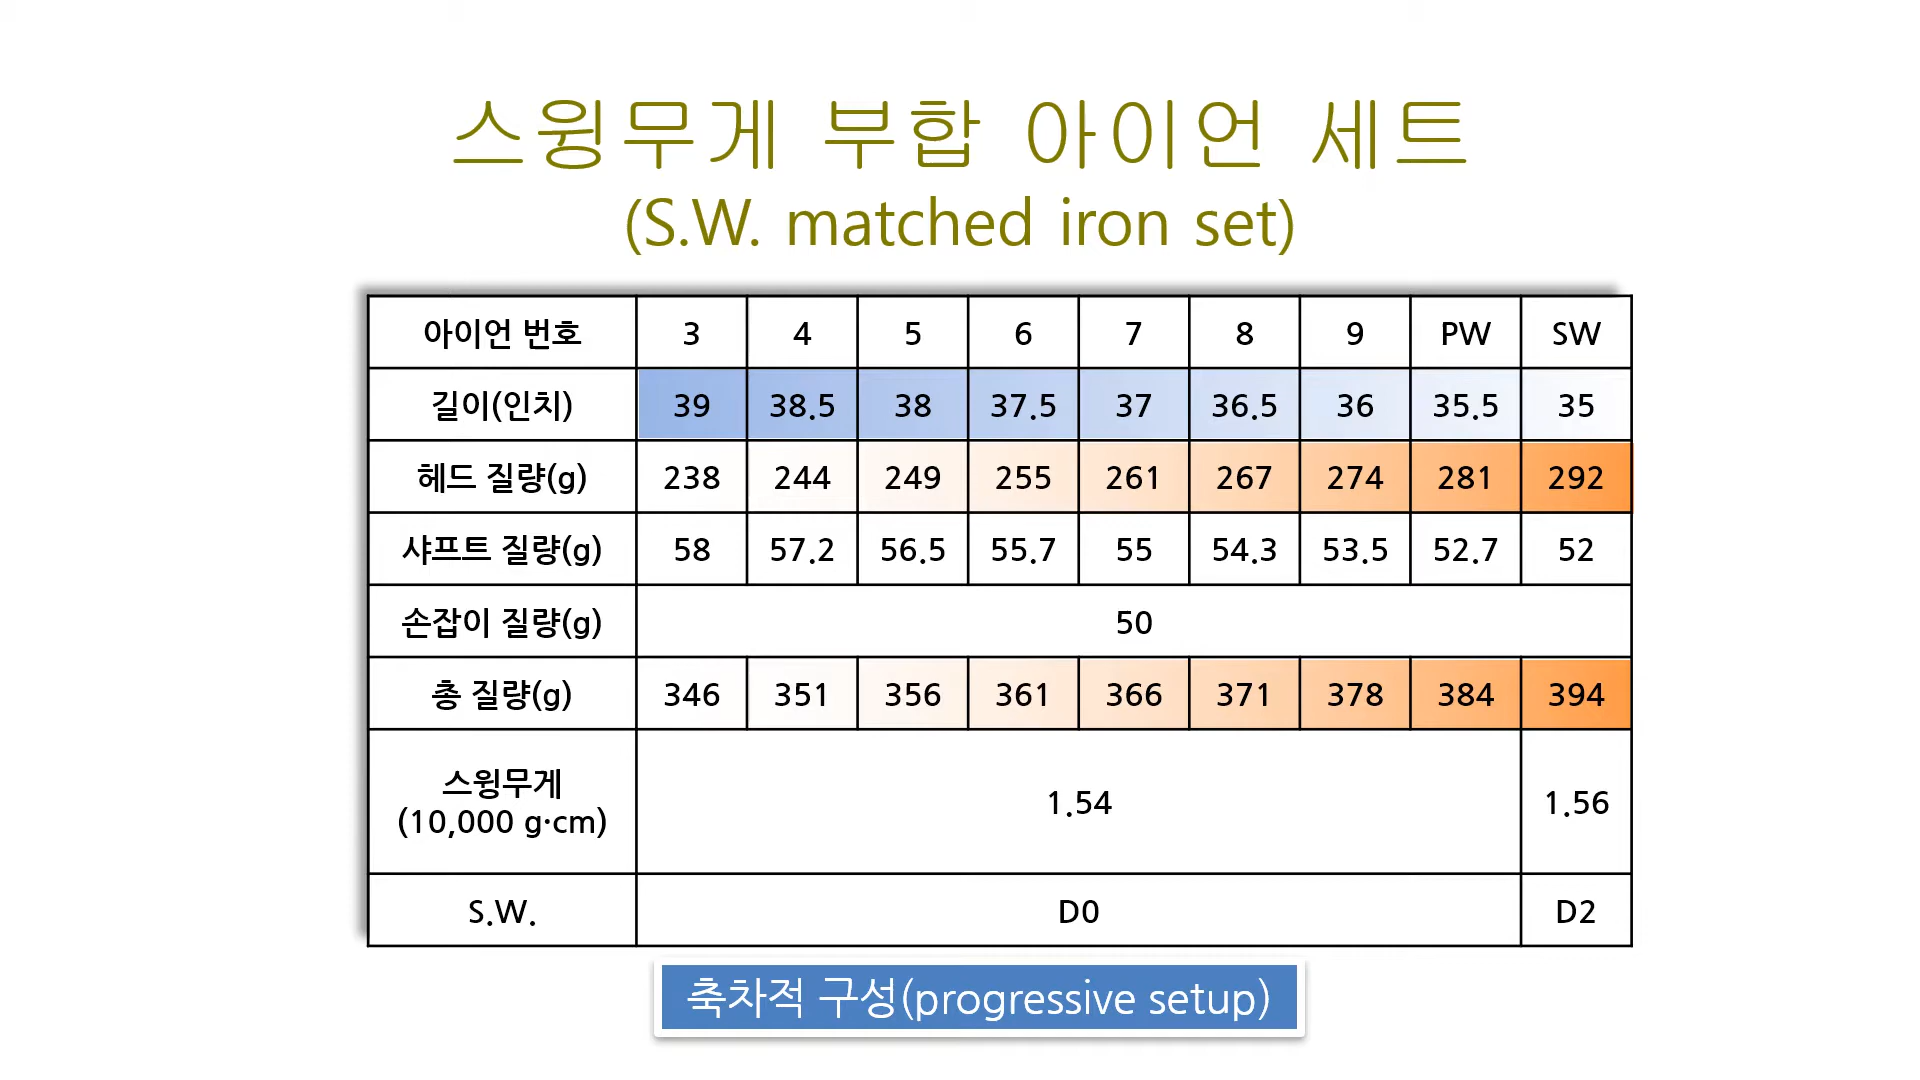 스윙무게 부합 아이언 세트
(S.W. matched iron set)
아이언 번호 3 4 5 6 7 8 9 PW SW
길이(인치) 39 38.5 38 37.5 37 36.5 36 35.5 35
헤드 질량(g) 238 244 249 255 261 267 274 281 292
샤프트 질량(g) 58 57.2 56.5 55.7 55 54.3 53.5 52.7 52
손잡이 질량(g) 50
총 질량(g) 346 351 356 361 366 371 378 384 394
스윙무게
(10,000 g·cm) 1.54 1.56
S.W. D0 D2
축차적 구성(progressive setup)